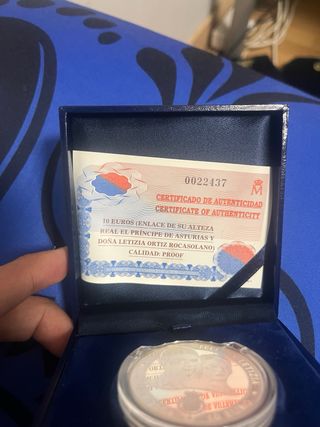 0022437
M
CERTIFICADO DE AUTENTICIDAD
CERTIFICATE OF AUTHENTICITY
10 EUROS (ENLACE DE SU ALTEZA
REAL EL PRÍNCIPE DE ASTURIAS Y
DOÑA LETIZIA ORTIZ ROCASOLANO)
CALIDAD: PROOF
LETIZIA